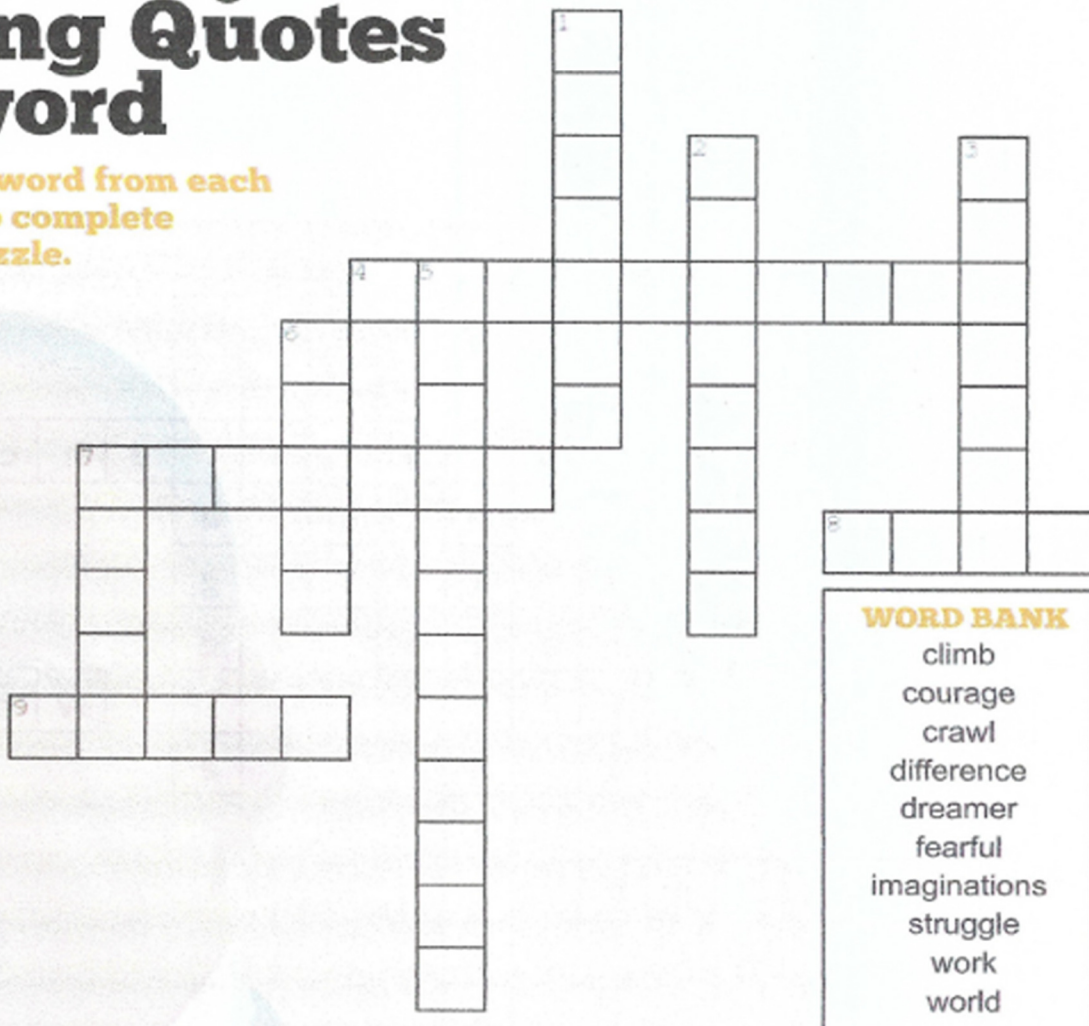 ng Quotes
word
word from each
o complete
zzle.
1
2
3
4
5
6
7
8
9
WORD BANK
climb
courage
crawl
difference
dreamer
fearful
imaginations
struggle
work
world